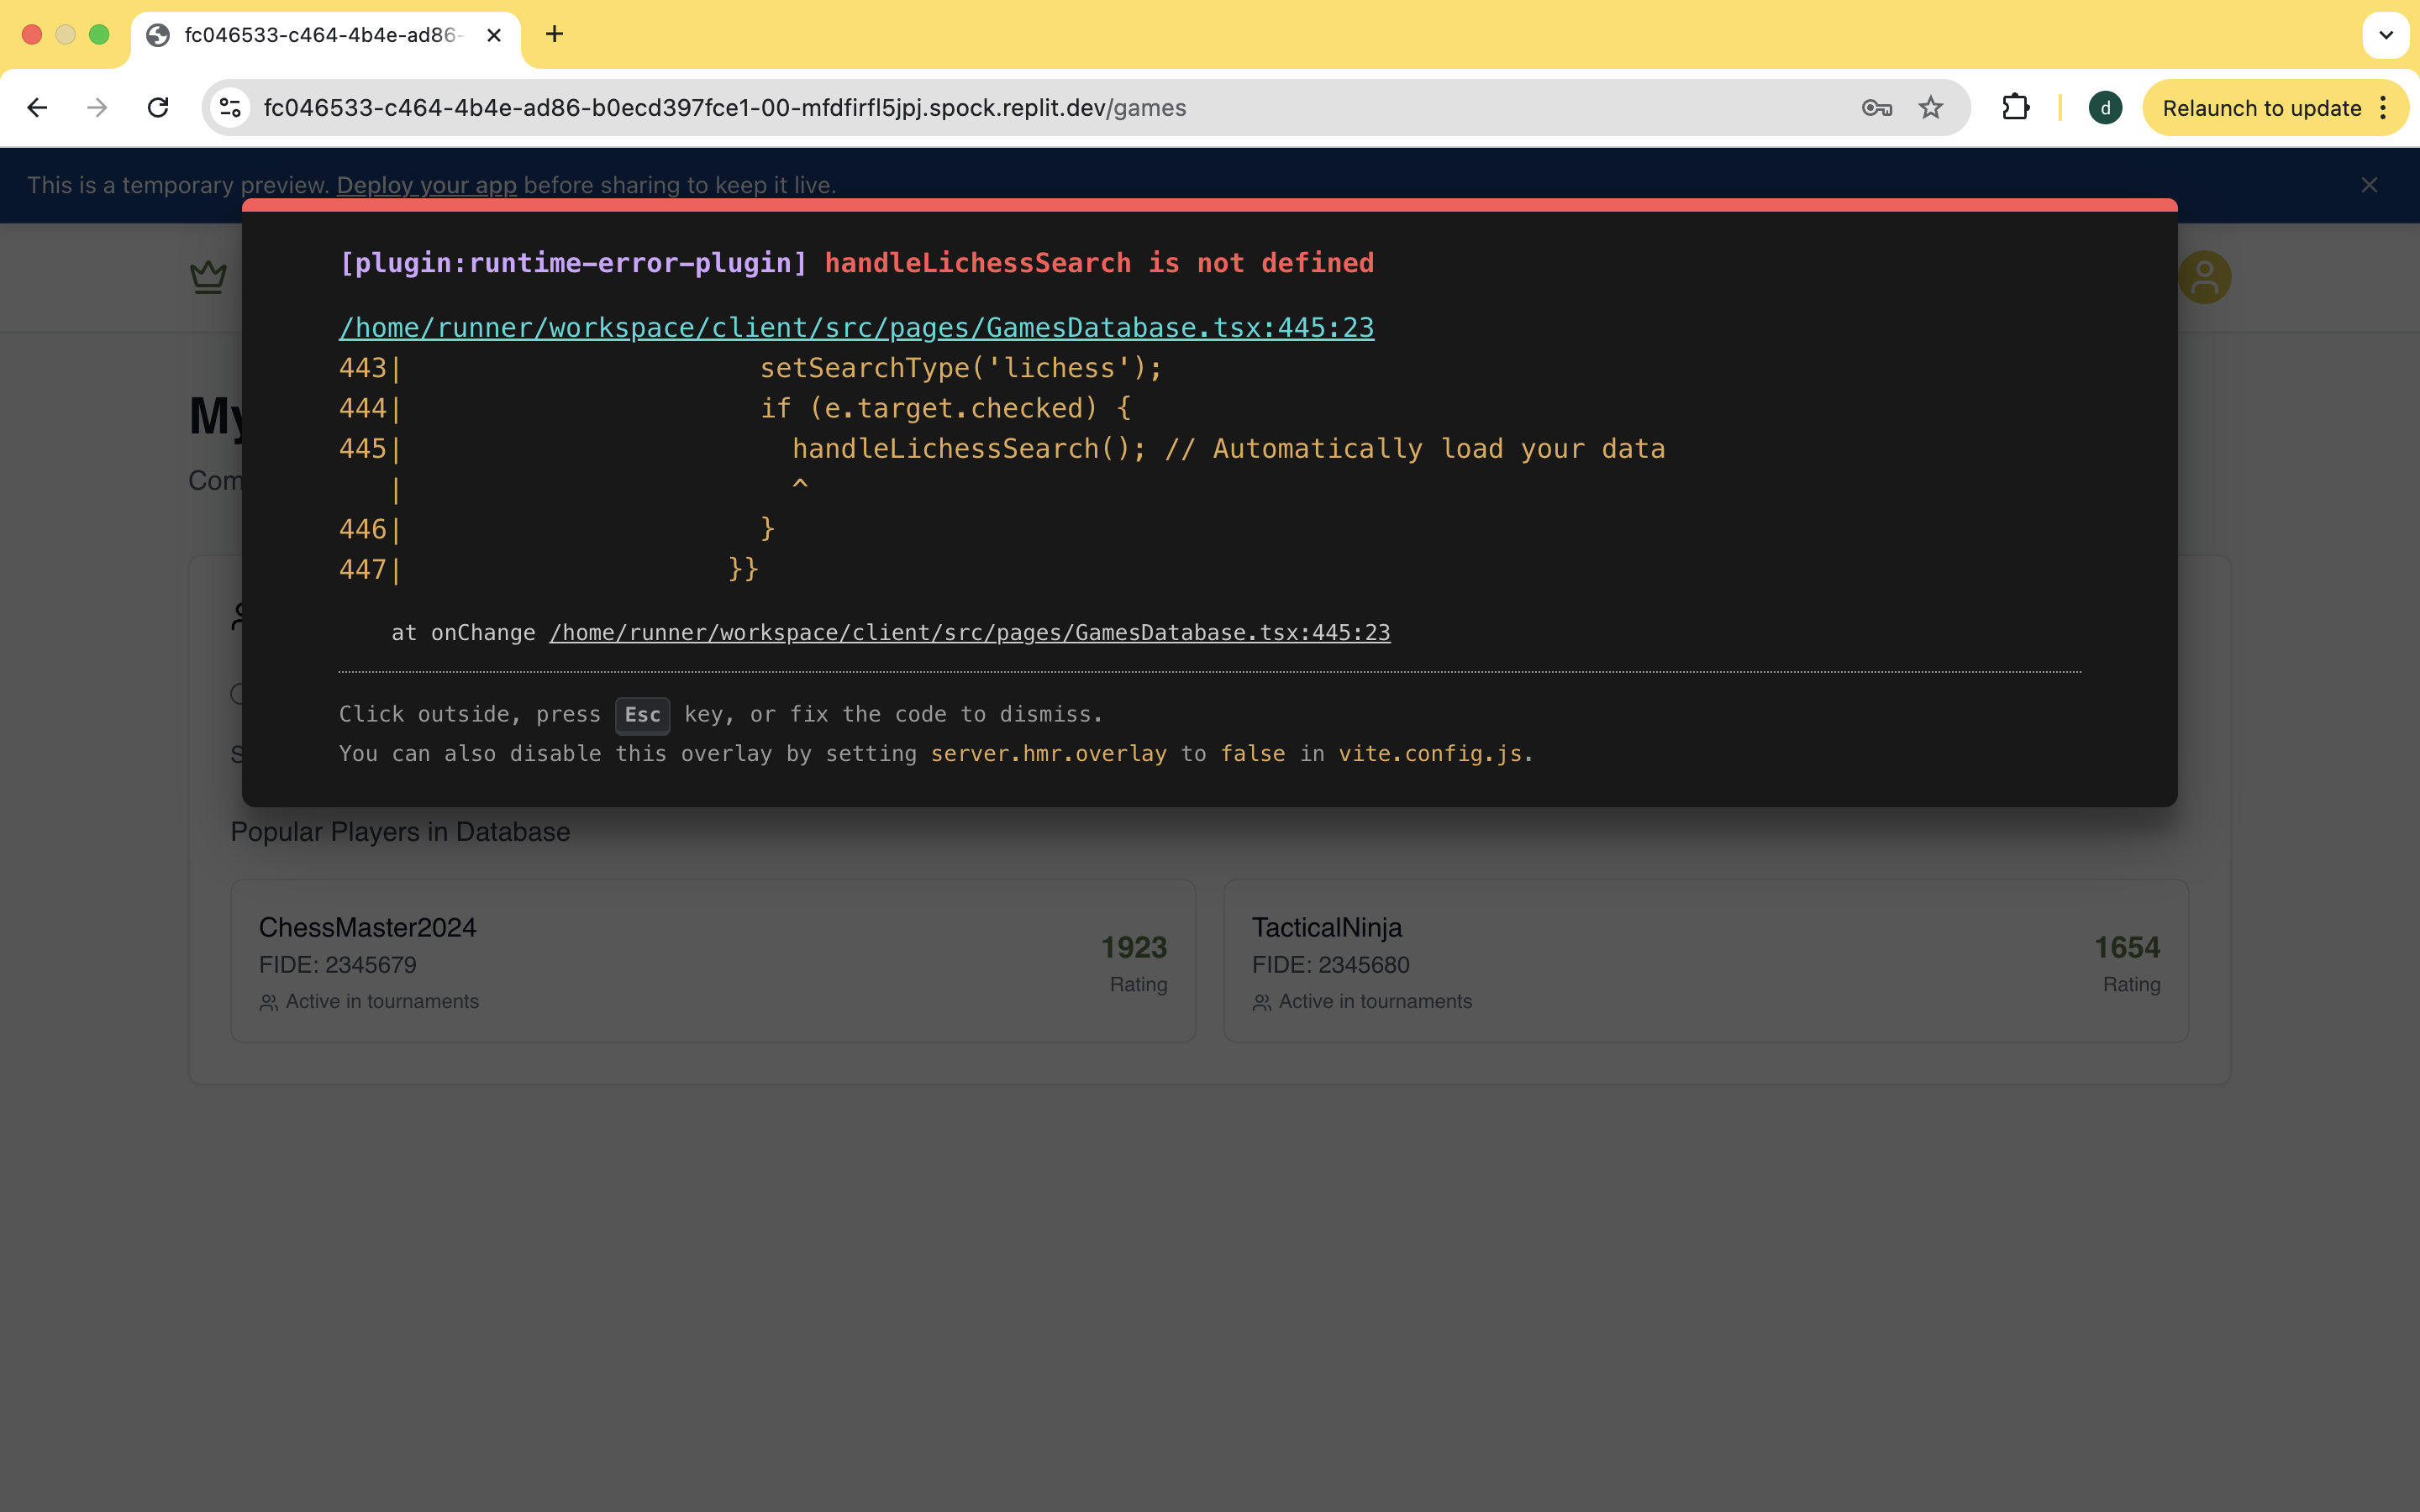 fc046533-c464-4b4e-ad86-
fc046533-c464-4b4e-ad86-b0ecd397fce1-00-mfdfirfl5jpj.spock.replit.dev/games
d
Relaunch to update
This is a temporary preview. Deploy your app before sharing to keep it live.
[plugin:runtime-error-plugin] handleLichessSearch is not defined
/home/runner/workspace/client/src/pages/GamesDatabase.tsx:445:23
443|                      setSearchType('lichess');
444|                      if (e.target.checked) {
445|                        handleLichessSearch(); // Automatically load your data
   |                        ^
446|                      }
447|                    }}
at onChange /home/runner/workspace/client/src/pages/GamesDatabase.tsx:445:23
Click outside, press Esc key, or fix the code to dismiss.
You can also disable this overlay by setting server.hmr.overlay to false in vite.config.js.
My
Com
S
Popular Players in Database
ChessMaster2024
FIDE: 2345679
Active in tournaments
1923
Rating
TacticalNinja
FIDE: 2345680
Active in tournaments
1654
Rating